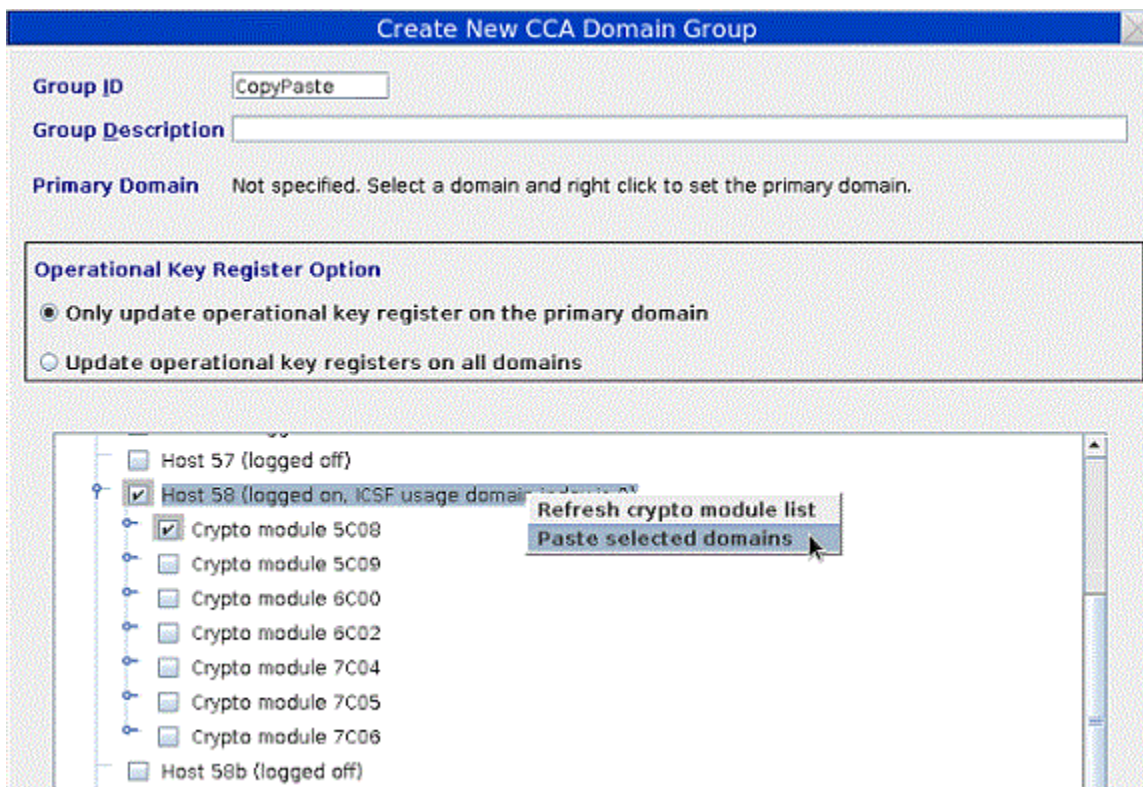 Create New CCA Domain Group
Group ID CopyPaste
Group Description
Primary Domain Not specified. Select a domain and right click to set the primary domain.
Operational Key Register Option
Only update operational key register on the primary domain
Update operational key registers on all domains
Host 57 (logged off)
Host 58 (logged on, ICSF usage domain
Refresh crypto module list
Paste selected domains
Crypto module 5C08
Crypto module 5C09
Crypto module 6C00
Crypto module 6C02
Crypto module 7C04
Crypto module 7C05
Crypto module 7C06
Host 58b (logged off)